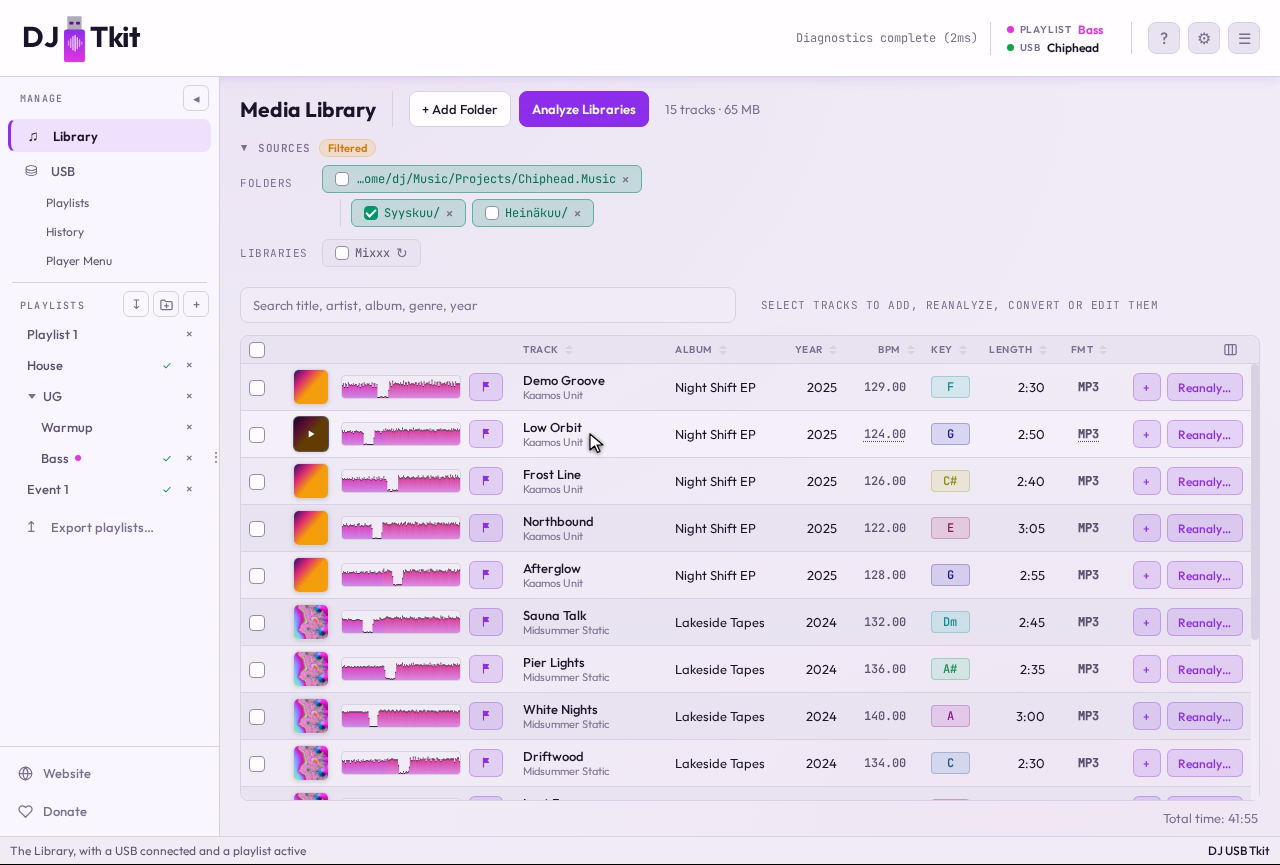 DJ Tkit
Diagnostics complete (2ms)
PLAYLIST Bass
USB Chiphead
?
MANAGE
Library
USB
Playlists
History
Player Menu
PLAYLISTS
+
Playlist 1 ×
House ✓ ×
UG ×
Warmup ×
Bass ✓ ×
Event 1 ✓ ×
Export playlists…
Website
Donate
Media Library
+ Add Folder
Analyze Libraries
15 tracks · 65 MB
SOURCES Filtered
FOLDERS
…ome/dj/Music/Projects/Chiphead.Music ×
Syyskuu/ ×
Heinäkuu/ ×
LIBRARIES
Mixxx ↻
Search title, artist, album, genre, year
SELECT TRACKS TO ADD, REANALYZE, CONVERT OR EDIT THEM
TRACK ALBUM YEAR BPM KEY LENGTH FMT
Demo Groove
Kaamos Unit
Night Shift EP 2025 129.00 F 2:30 MP3 + Reanaly…
Low Orbit
Kaamos Unit
Night Shift EP 2025 124.00 G 2:50 MP3 + Reanaly…
Frost Line
Kaamos Unit
Night Shift EP 2025 126.00 C# 2:40 MP3 + Reanaly…
Northbound
Kaamos Unit
Night Shift EP 2025 122.00 E 3:05 MP3 + Reanaly…
Afterglow
Kaamos Unit
Night Shift EP 2025 128.00 G 2:55 MP3 + Reanaly…
Sauna Talk
Midsummer Static
Lakeside Tapes 2024 132.00 Dm 2:45 MP3 + Reanaly…
Pier Lights
Midsummer Static
Lakeside Tapes 2024 136.00 A# 2:35 MP3 + Reanaly…
White Nights
Midsummer Static
Lakeside Tapes 2024 140.00 A 3:00 MP3 + Reanaly…
Driftwood
Midsummer Static
Lakeside Tapes 2024 134.00 C 2:30 MP3 + Reanaly…
Total time: 41:55
The Library, with a USB connected and a playlist active
DJ USB Tkit